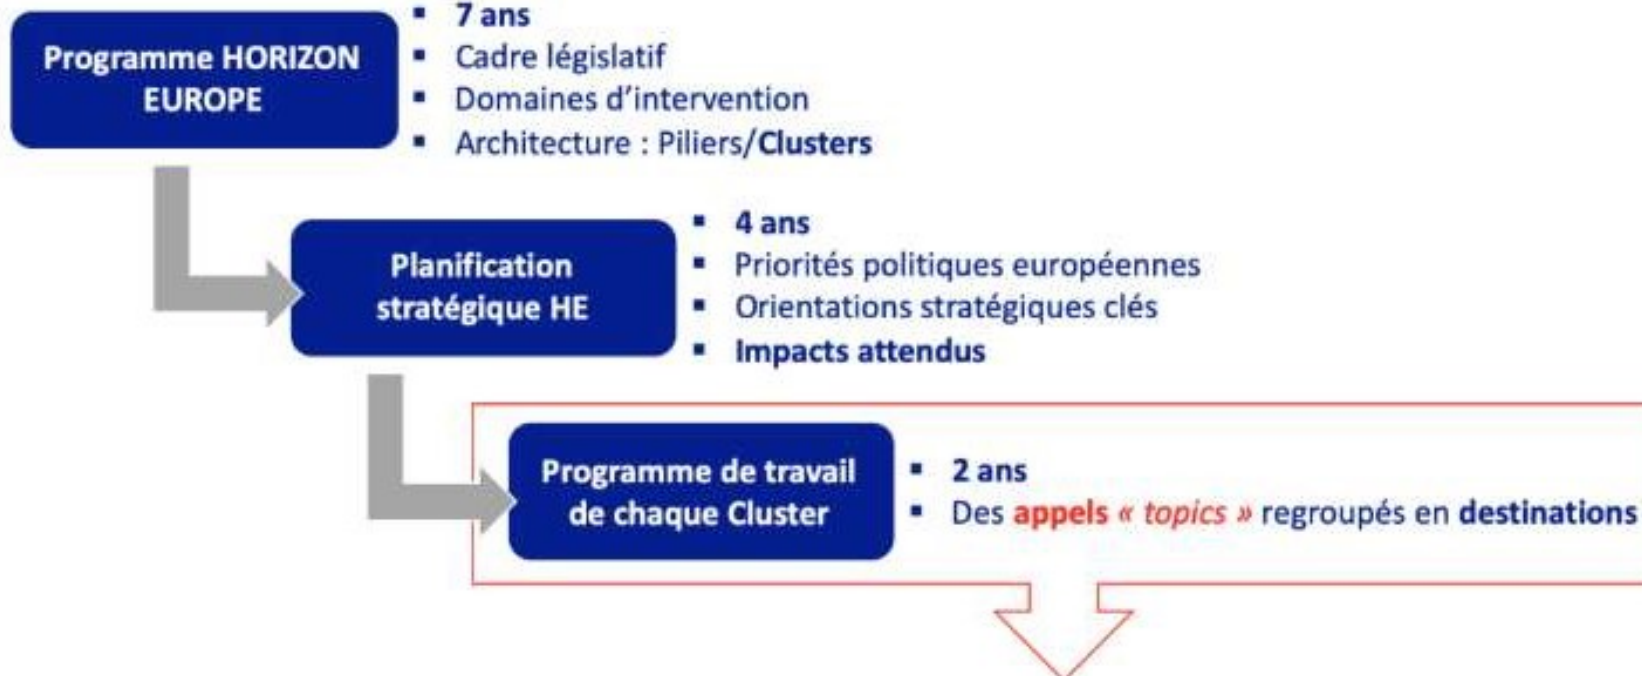 Programme HORIZON
EUROPE
▪ 7 ans
▪ Cadre législatif
▪ Domaines d'intervention
▪ Architecture : Piliers/Clusters
Planification
stratégique HE
▪ 4 ans
▪ Priorités politiques européennes
▪ Orientations stratégiques clés
▪ Impacts attendus
Programme de travail
de chaque Cluster
▪ 2 ans
▪ Des appels « topics » regroupés en destinations